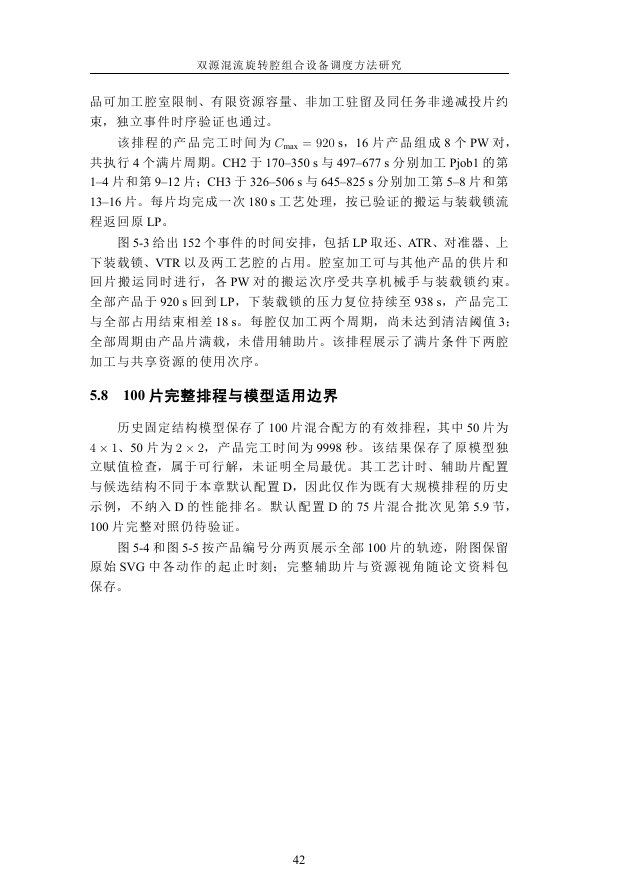 双源混流旋转腔组合设备调度方法研究
品可加工腔室限制、有限资源容量、非加工驻留及同任务非递减投片约
束，独立事件时序验证也通过。
该排程的产品完工时间为 Cmax = 920 s，16 片产品组成 8 个 PW 对，
共执行 4 个满片周期。CH2 于 170–350 s 与 497–677 s 分别加工 Pjob1 的第
1–4 片和第 9–12 片；CH3 于 326–506 s 与 645–825 s 分别加工第 5–8 片和第
13–16 片。每片均完成一次 180 s 工艺处理，按已验证的搬运与装载锁流
程返回原 LP。
图 5-3 给出 152 个事件的时间安排，包括 LP 取还、ATR、对准器、上
下装载锁、VTR 以及两工艺腔的占用。腔室加工可与其他产品的供片和
回片搬运同时进行，各 PW 对的搬运次序受共享机械手与装载锁约束。
全部产品于 920 s 回到 LP，下装载锁的压力复位持续至 938 s，产品完工
与全部占用结束相差 18 s。每腔仅加工两个周期，尚未达到清洁阈值 3；
全部周期由产品片满载，未借用辅助片。该排程展示了满片条件下两腔
加工与共享资源的使用次序。
5.8 100 片完整排程与模型适用边界
历史固定结构模型保存了 100 片混合配方的有效排程，其中 50 片为
4 × 1、50 片为 2 × 2，产品完工时间为 9998 秒。该结果保存了原模型独
立赋值检查，属于可行解，未证明全局最优。其工艺计时、辅助片配置
与候选结构不同于本章默认配置 D，因此仅作为既有大规模排程的历史
示例，不纳入 D 的性能排名。默认配置 D 的 75 片混合批次见第 5.9 节，
100 片完整对照仍待验证。
图 5-4 和图 5-5 按产品编号分两页展示全部 100 片的轨迹，附图保留
原始 SVG 中各动作的起止时刻；完整辅助片与资源视角随论文资料包
保存。
42